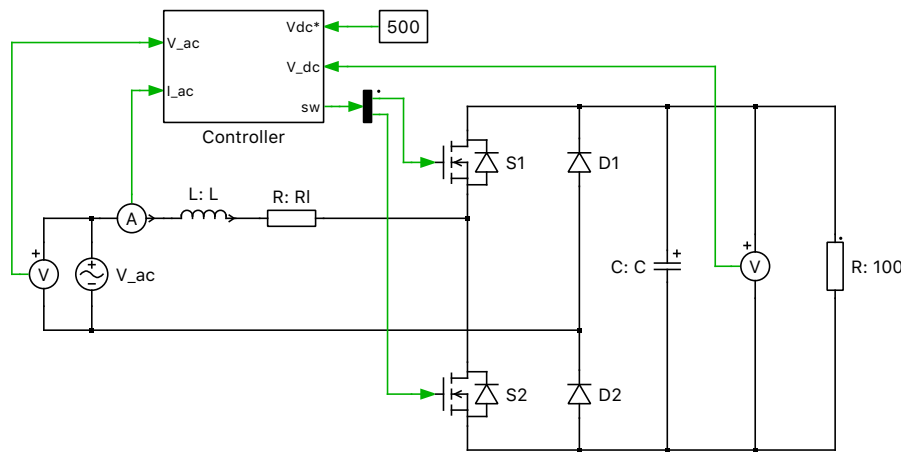 Vdc*
500
V_ac
V_dc
I_ac
sw
Controller
S1
D1
L: L
R: Rl
A
V
V_ac
C: C
V
R: 100
S2
D2